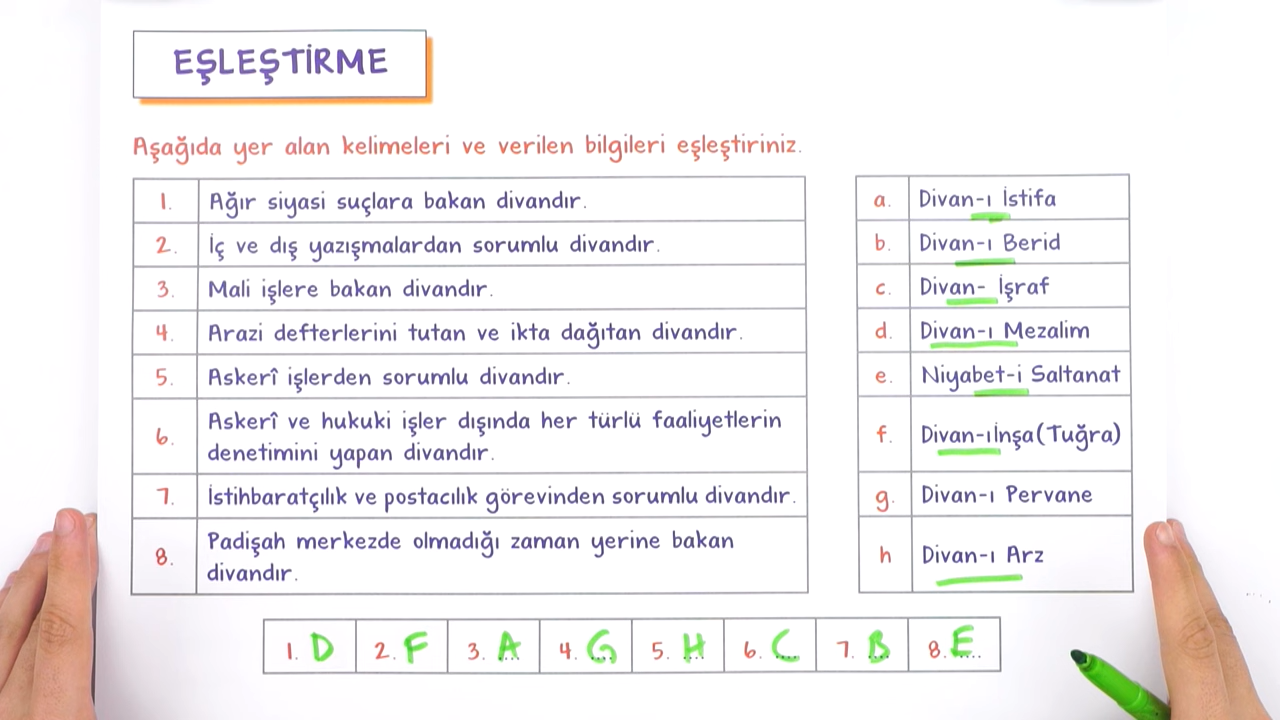 EŞLEŞTİRME
Aşağıda yer alan kelimeleri ve verilen bilgileri eşleştiriniz.
1. Ağır siyasi suçlara bakan divandır.
2. İç ve dış yazışmalardan sorumlu divandır.
3. Mali işlere bakan divandır.
4. Arazi defterlerini tutan ve ikta dağıtan divandır.
5. Askerî işlerden sorumlu divandır.
6. Askerî ve hukuki işler dışında her türlü faaliyetlerin
denetimini yapan divandır.
7. İstihbaratçılık ve postacılık görevinden sorumlu divandır.
8. Padişah merkezde olmadığı zaman yerine bakan
divandır.
a. Divan-ı İstifa
b. Divan-ı Berid
c. Divan- İşraf
d. Divan-ı Mezalim
e. Niyabet-i Saltanat
f. Divan-ıİnşa(Tuğra)
g. Divan-ı Pervane
h Divan-ı Arz
1. D 2. F 3. A 4. G 5. H 6. C 7. B 8. E